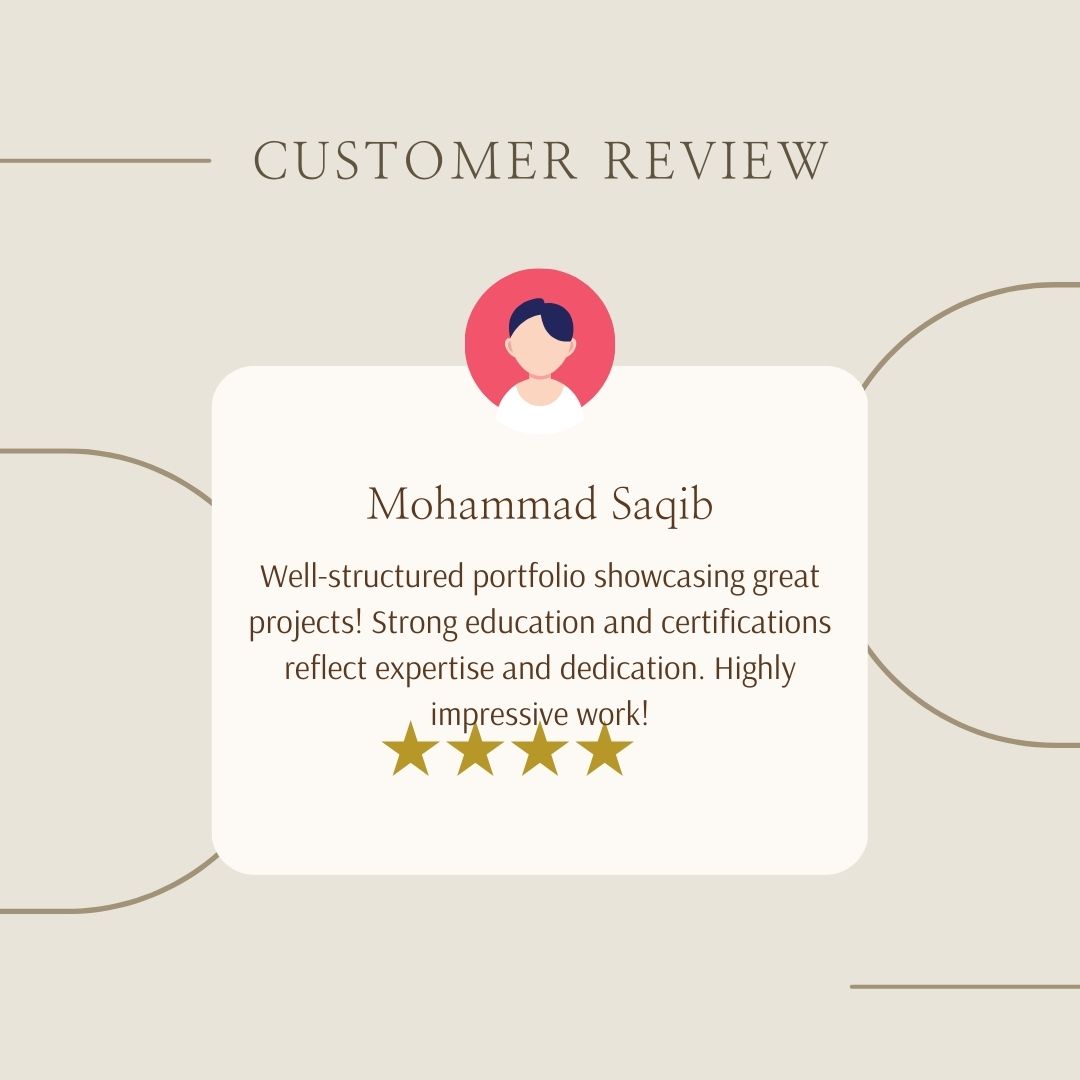 CUSTOMER REVIEW
Mohammad Saqib
Well-structured portfolio showcasing great
projects! Strong education and certifications
reflect expertise and dedication. Highly
impressive work!